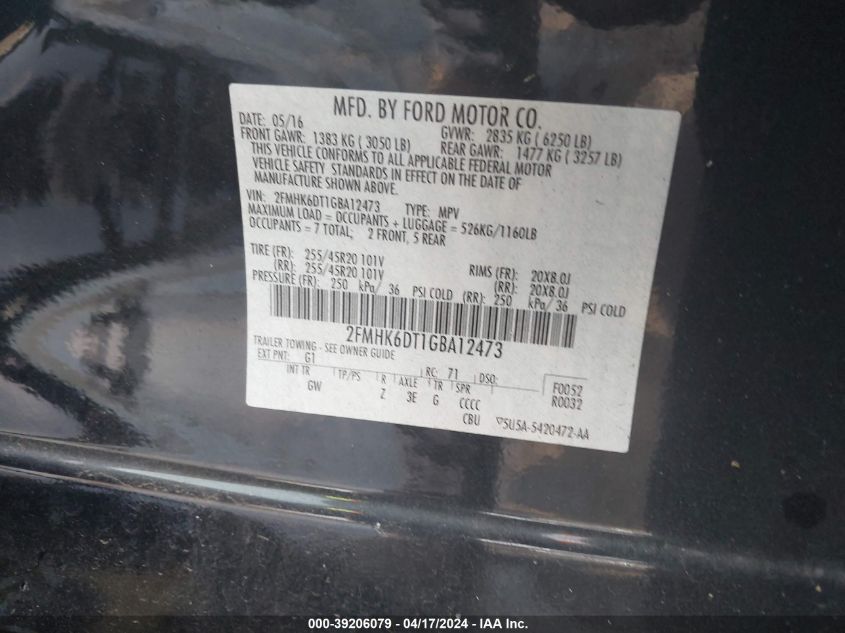 MFD. BY FORD MOTOR CO.
DATE: 05/16 GVWR: 2835 KG ( 6250 LB)
FRONT GAWR: 1383 KG ( 3050 LB) REAR GAWR: 1477 KG ( 3257 LB)
THIS VEHICLE CONFORMS TO ALL APPLICABLE FEDERAL MOTOR
VEHICLE SAFETY STANDARDS IN EFFECT ON THE DATE OF
MANUFACTURE SHOWN ABOVE.
VIN: 2FMHK6DT1GBA12473 TYPE: MPV
MAXIMUM LOAD = OCCUPANTS + LUGGAGE = 526KG/1160LB
OCCUPANTS = 7 TOTAL; 2 FRONT, 5 REAR
TIRE (FR): 255/45R20 101V RIMS (FR): 20X8.0J
(RR): 255/45R20 101V (RR): 20X8.0J
PRESSURE (FR): 250 kPa/ 36 PSI COLD (RR): 250 kPa/ 36 PSI COLD
2FMHK6DT1GBA12473
TRAILER TOWING - SEE OWNER GUIDE
EXT PNT: G1 RC: 71 DSO: F0052
INT TR TP/PS R AXLE TR SPR R0032
GW Z 3E G CCCC
CBU 5U5A-5420472-AA
000-39206079 - 04/17/2024 - IAA Inc.